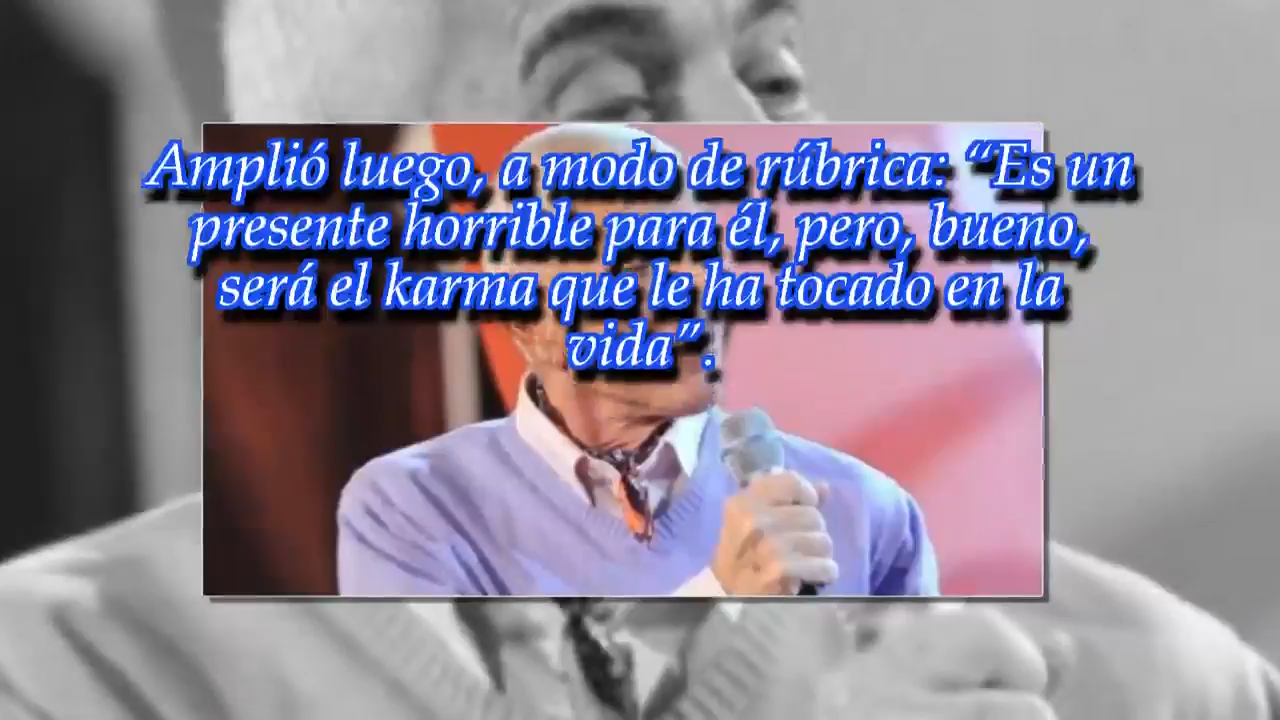 Amplió luego, a modo de rúbrica: “Es un
presente horrible para él, pero, bueno,
será el karma que le ha tocado en la
vida”.